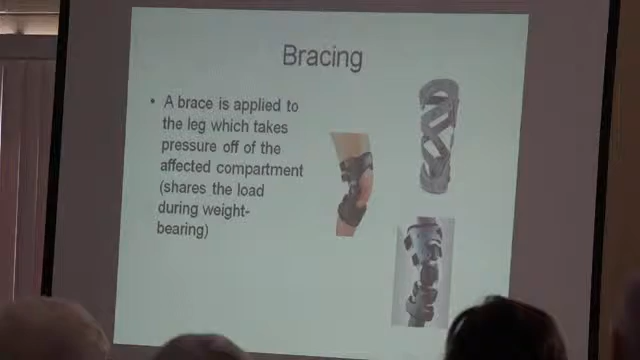 Bracing
• A brace is applied to
the leg which takes
pressure off of the
affected compartment
(shares the load
during weight-
bearing)